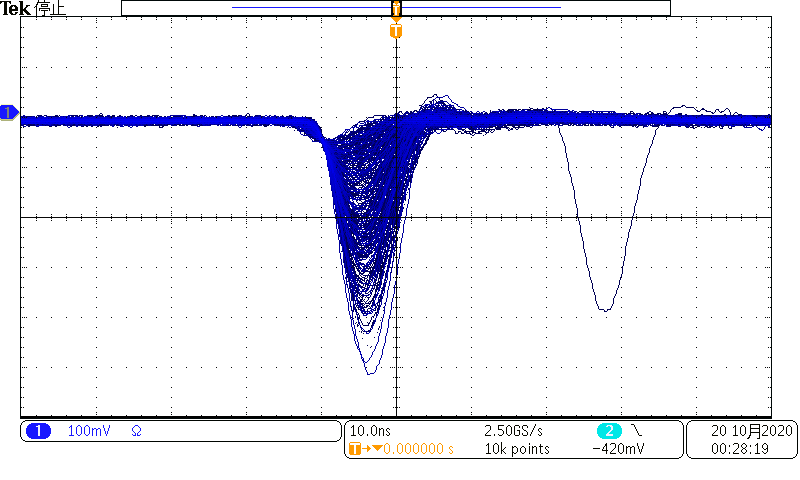 Tek 停止
T
T
1
1 100mV Ω 10.0ns 2.50GS/s 2 -420mV
T→▼0.000000 s 10k points
20 10月2020
00:28:19